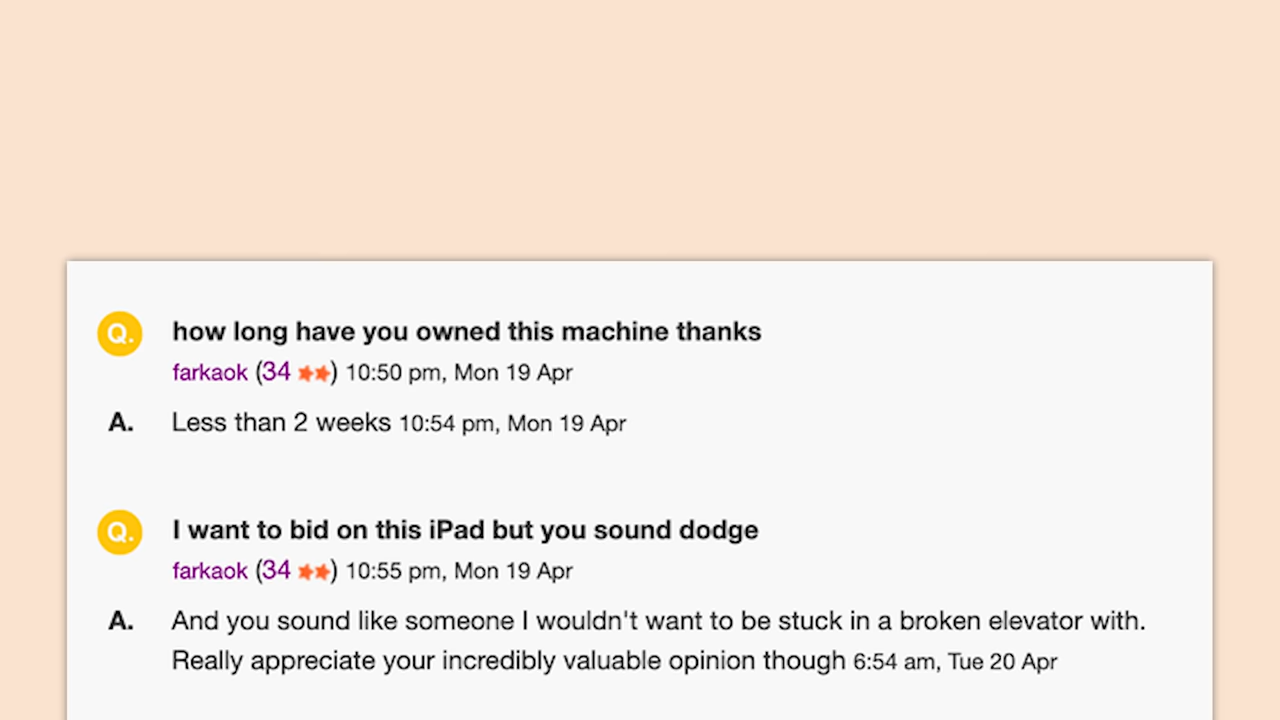 Q. how long have you owned this machine thanks
farkaok (34 ★★) 10:50 pm, Mon 19 Apr
A. Less than 2 weeks 10:54 pm, Mon 19 Apr
Q. I want to bid on this iPad but you sound dodge
farkaok (34 ★★) 10:55 pm, Mon 19 Apr
A. And you sound like someone I wouldn't want to be stuck in a broken elevator with.
Really appreciate your incredibly valuable opinion though 6:54 am, Tue 20 Apr